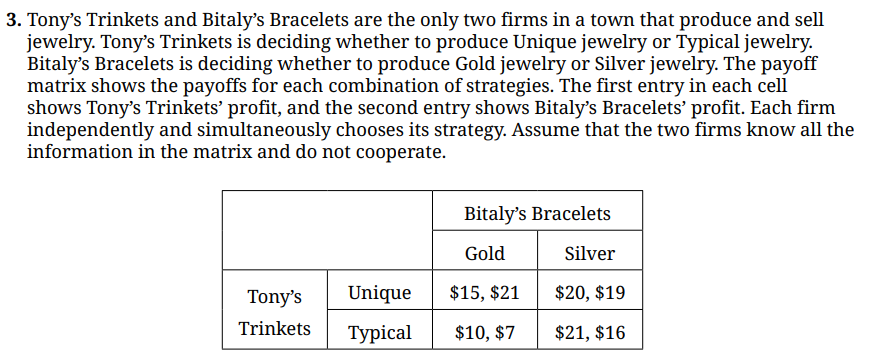 3. Tony’s Trinkets and Bitaly’s Bracelets are the only two firms in a town that produce and sell
jewelry. Tony’s Trinkets is deciding whether to produce Unique jewelry or Typical jewelry.
Bitaly’s Bracelets is deciding whether to produce Gold jewelry or Silver jewelry. The payoff
matrix shows the payoffs for each combination of strategies. The first entry in each cell
shows Tony’s Trinkets’ profit, and the second entry shows Bitaly’s Bracelets’ profit. Each firm
independently and simultaneously chooses its strategy. Assume that the two firms know all the
information in the matrix and do not cooperate.
Bitaly’s Bracelets
Gold Silver
Tony’s Unique $15, $21 $20, $19
Trinkets Typical $10, $7 $21, $16